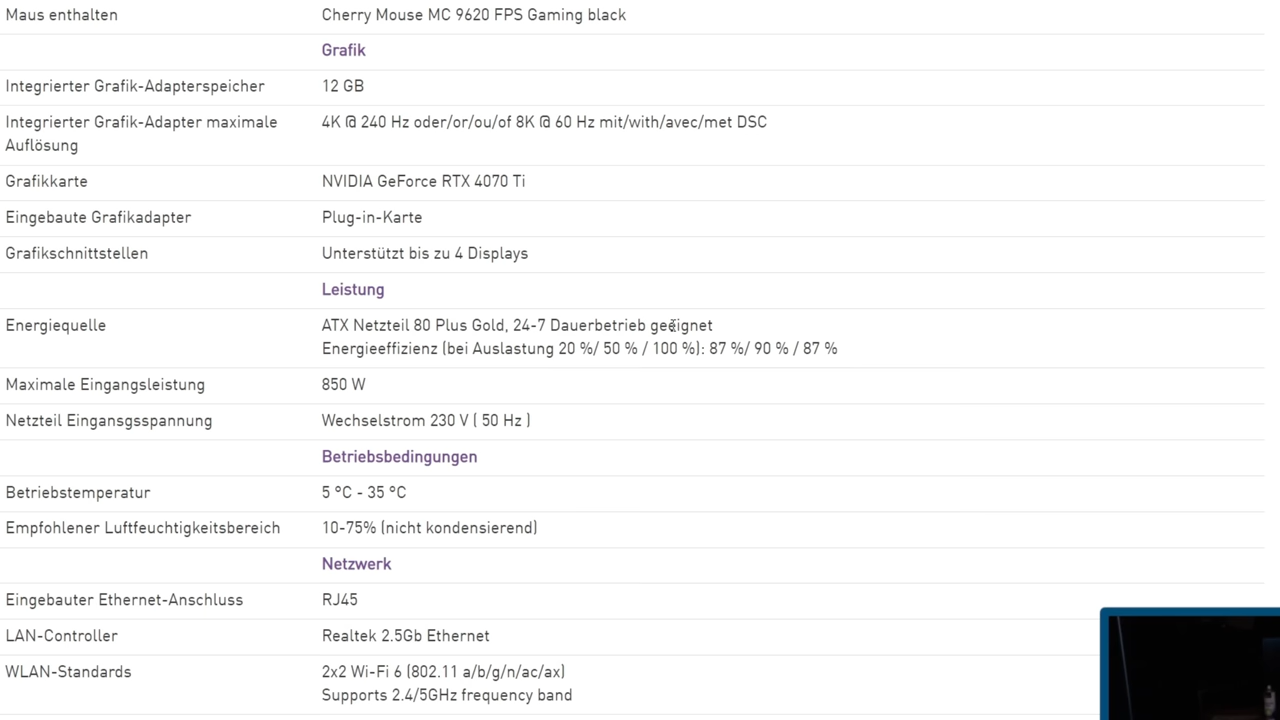 Maus enthalten Cherry Mouse MC 9620 FPS Gaming black
Grafik
Integrierter Grafik-Adapterspeicher 12 GB
Integrierter Grafik-Adapter maximale Auflösung 4K @ 240 Hz oder/or/ou/of 8K @ 60 Hz mit/with/avec/met DSC
Grafikkarte NVIDIA GeForce RTX 4070 Ti
Eingebaute Grafikadapter Plug-in-Karte
Grafikschnittstellen Unterstützt bis zu 4 Displays
Leistung
Energiequelle ATX Netzteil 80 Plus Gold, 24-7 Dauerbetrieb geeignet
Energieeffizienz (bei Auslastung 20 %/ 50 % / 100 %): 87 %/ 90 % / 87 %
Maximale Eingangsleistung 850 W
Netzteil Eingansgsspannung Wechselstrom 230 V ( 50 Hz )
Betriebsbedingungen
Betriebstemperatur 5 °C - 35 °C
Empfohlener Luftfeuchtigkeitsbereich 10-75% (nicht kondensierend)
Netzwerk
Eingebauter Ethernet-Anschluss RJ45
LAN-Controller Realtek 2.5Gb Ethernet
WLAN-Standards 2x2 Wi-Fi 6 (802.11 a/b/g/n/ac/ax)
Supports 2.4/5GHz frequency band